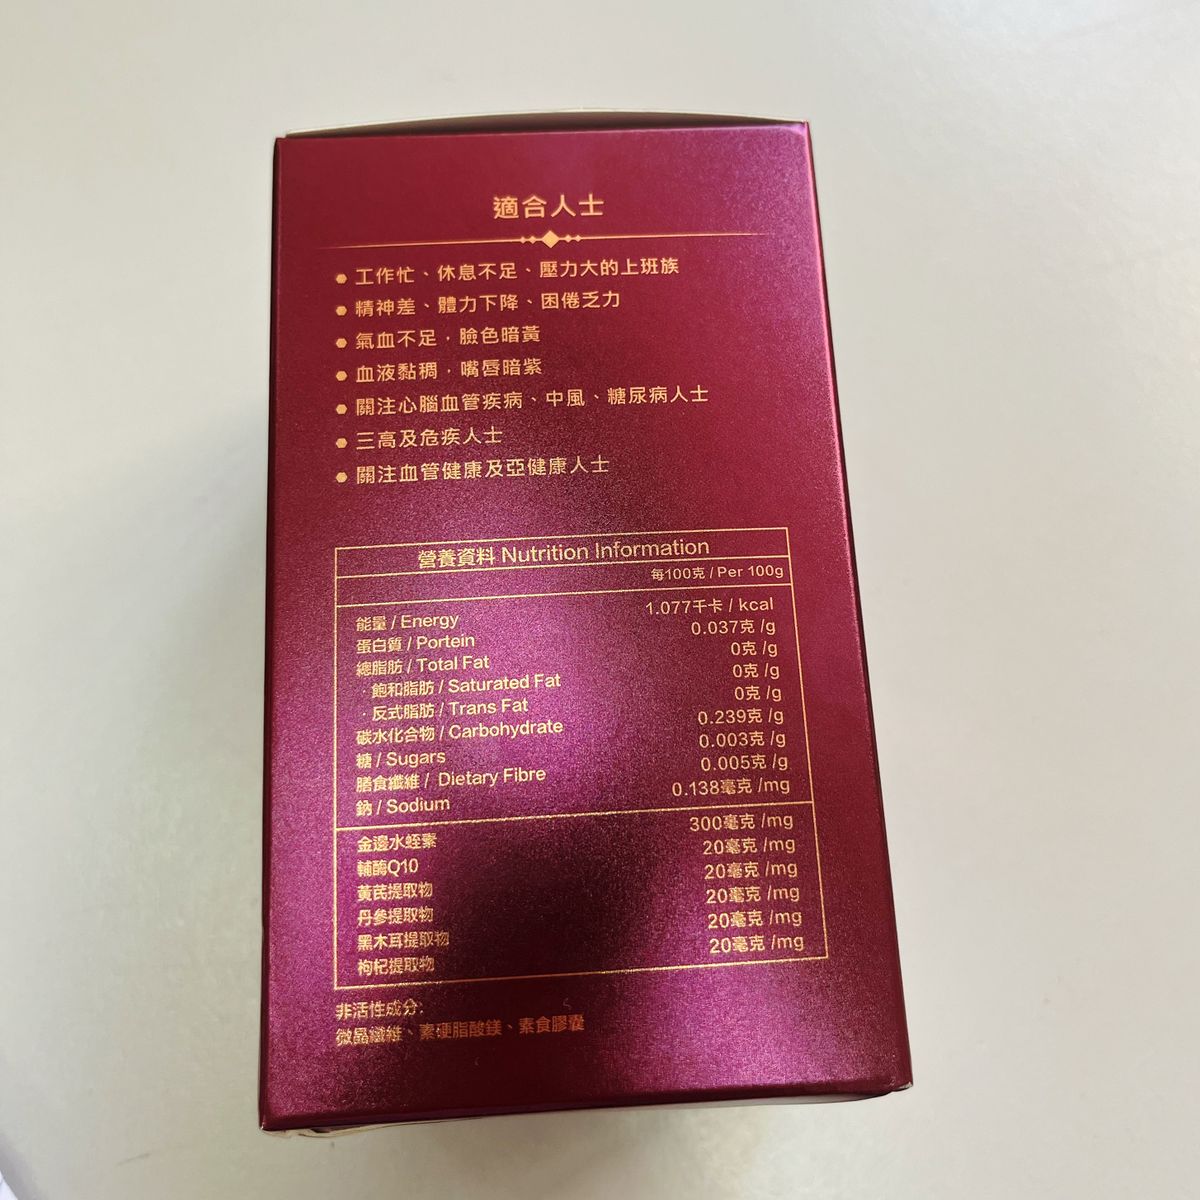 適合人士
工作忙、休息不足、壓力大的上班族
精神差、體力下降、困倦乏力
氣血不足，臉色暗黃
血液黏稠，嘴唇暗紫
關注心腦血管疾病、中風、糖尿病人士
三高及危疾人士
關注血管健康及亞健康人士
營養資料 Nutrition Information
每100克 / Per 100g
能量 / Energy 1.077千卡 / kcal
蛋白質 / Portein 0.037克 /g
總脂肪 / Total Fat 0克 /g
· 飽和脂肪 / Saturated Fat 0克 /g
· 反式脂肪 / Trans Fat 0克 /g
碳水化合物 / Carbohydrate 0.239克 /g
糖 / Sugars 0.003克 /g
膳食纖維 / Dietary Fibre 0.005克 /g
鈉 / Sodium 0.138毫克 /mg
金邊水蛭素 300毫克 /mg
輔酶Q10 20毫克 /mg
黃芪提取物 20毫克 /mg
丹參提取物 20毫克 /mg
黑木耳提取物 20毫克 /mg
枸杞提取物 20毫克 /mg
非活性成分:
微晶纖維、素硬脂酸鎂、素食膠囊